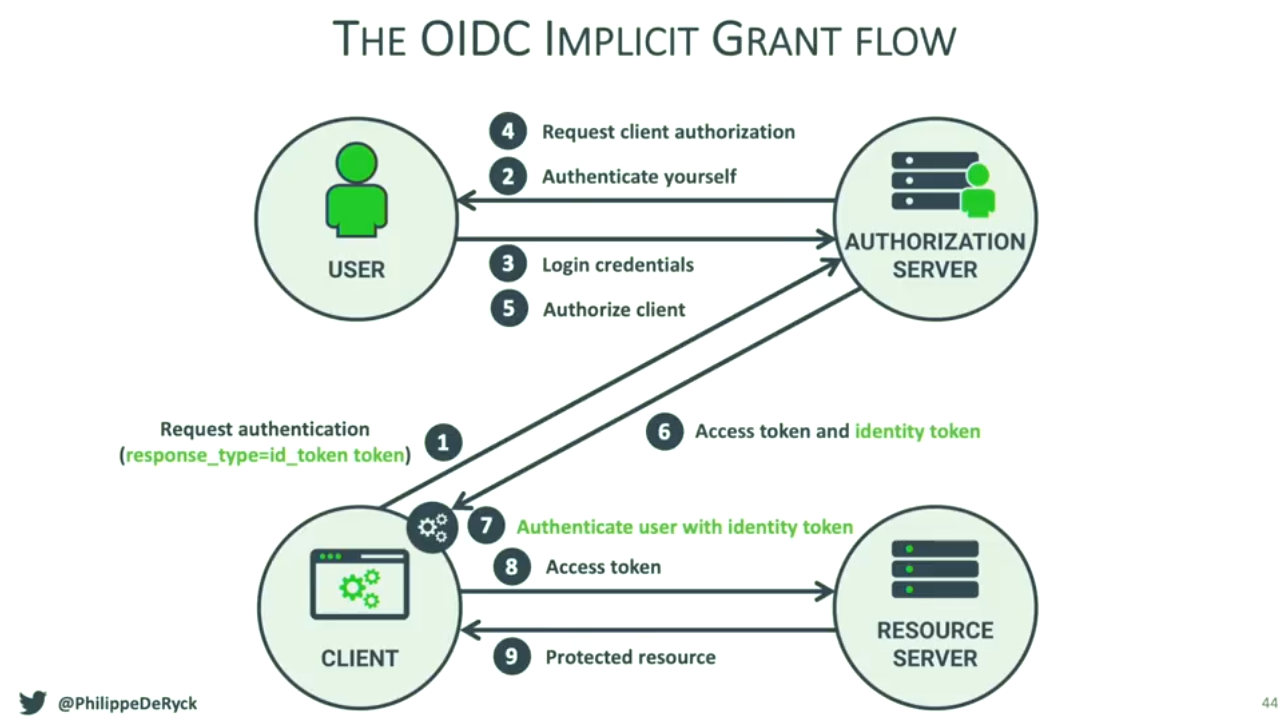 THE OIDC IMPLICIT GRANT FLOW
4 Request client authorization
2 Authenticate yourself
USER
AUTHORIZATION
SERVER
3 Login credentials
5 Authorize client
Request authentication
(response_type=id_token token)
1
6 Access token and identity token
7 Authenticate user with identity token
8 Access token
CLIENT
RESOURCE
SERVER
9 Protected resource
@PhilippeDeRyck
44